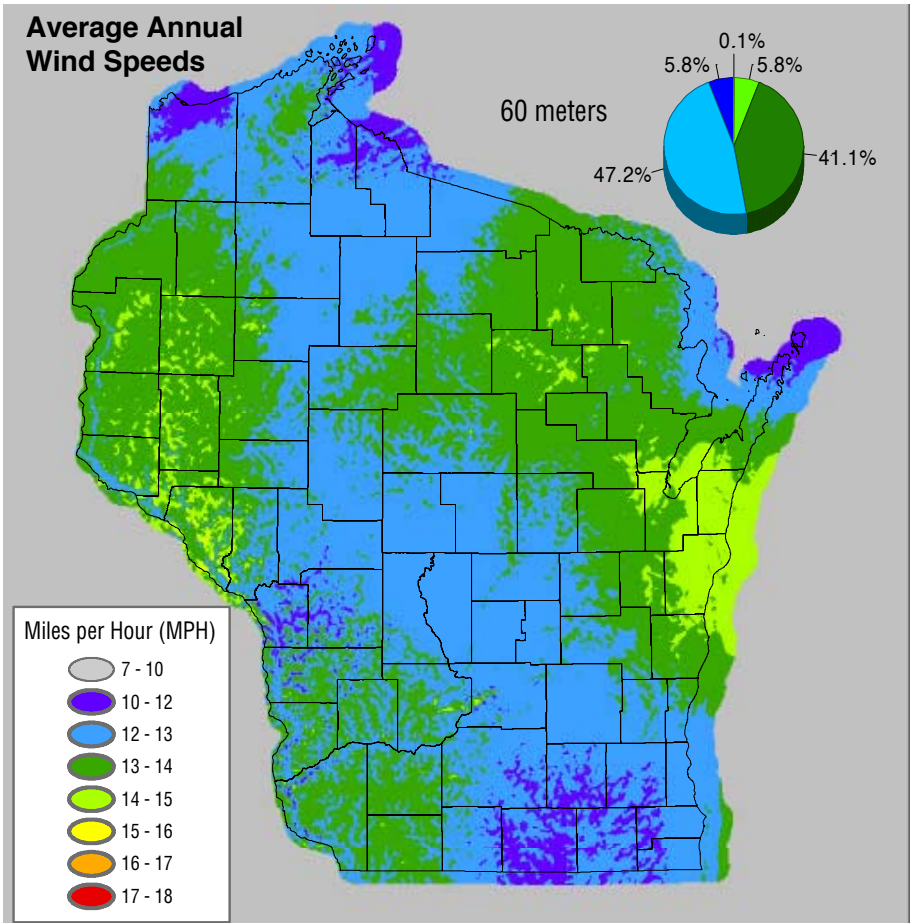 Average Annual
Wind Speeds
60 meters
0.1%
5.8%
5.8%
47.2%
41.1%
Miles per Hour (MPH)
7 - 10
10 - 12
12 - 13
13 - 14
14 - 15
15 - 16
16 - 17
17 - 18